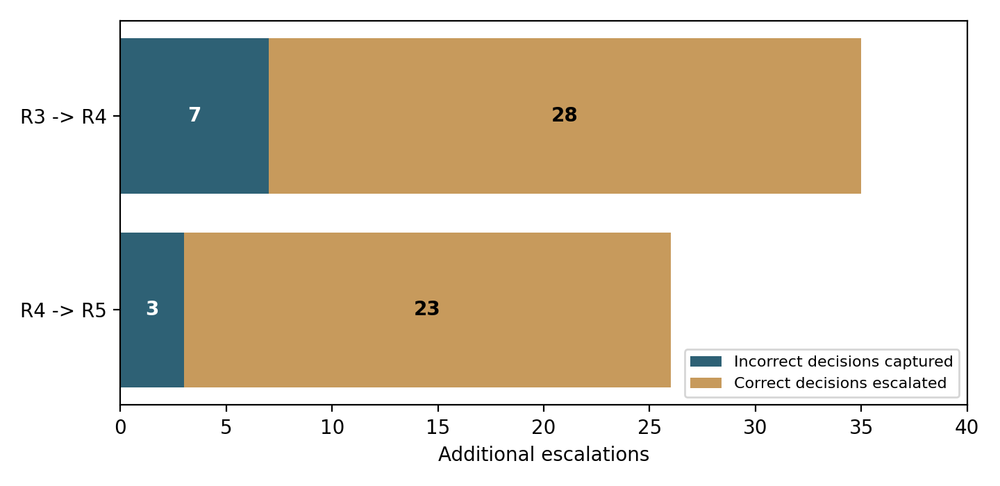 R3 -> R4
7
28
R4 -> R5
3
23
Incorrect decisions captured
Correct decisions escalated
0 5 10 15 20 25 30 35 40
Additional escalations